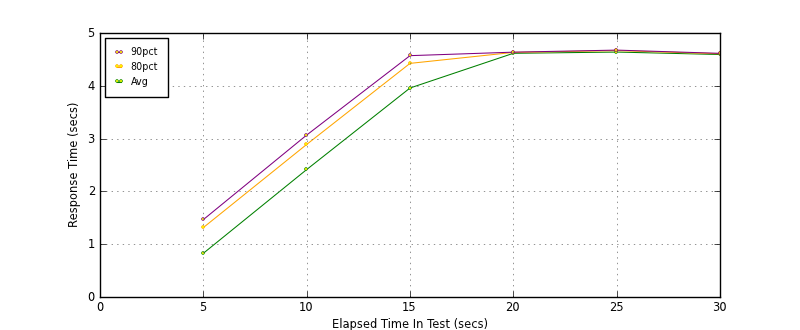 5
90pct
80pct
Avg
4
3
2
1
0
Response Time (secs)
0 5 10 15 20 25 30
Elapsed Time In Test (secs)